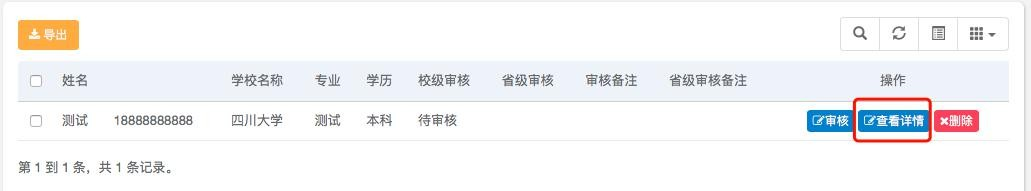 导出
姓名 学校名称 专业 学历 校级审核 省级审核 审核备注 省级审核备注 操作
测试 18888888888 四川大学 测试 本科 待审核 审核 查看详情 删除
第 1 到 1 条，共 1 条记录。